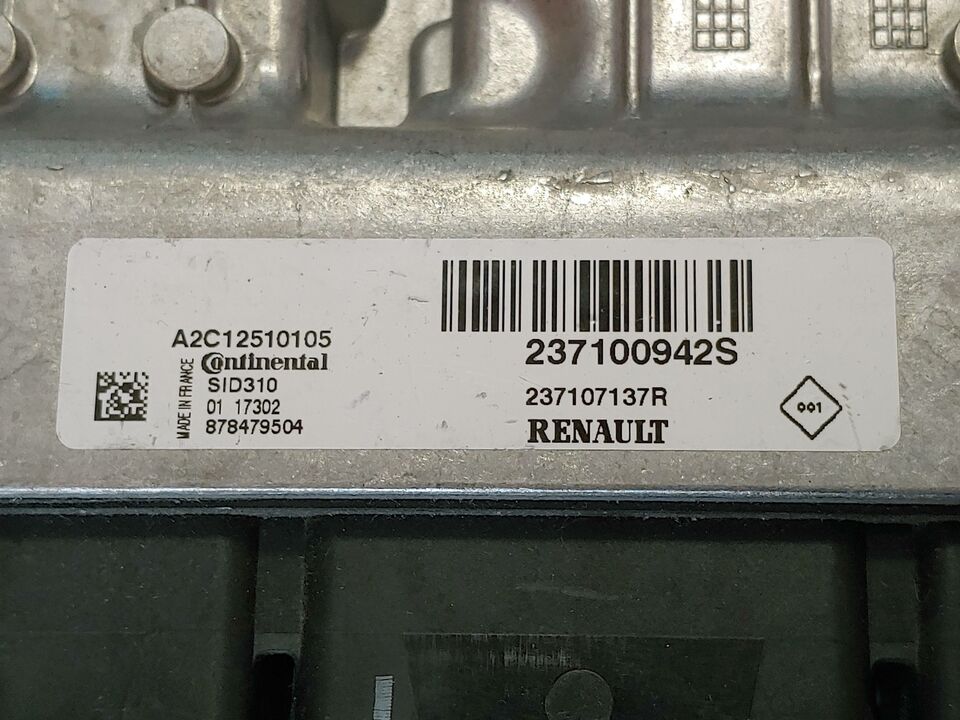 A2C12510105
Continental
SID310
01 17302
878479504
MADE IN FRANCE
237100942S
237107137R
RENAULT
001